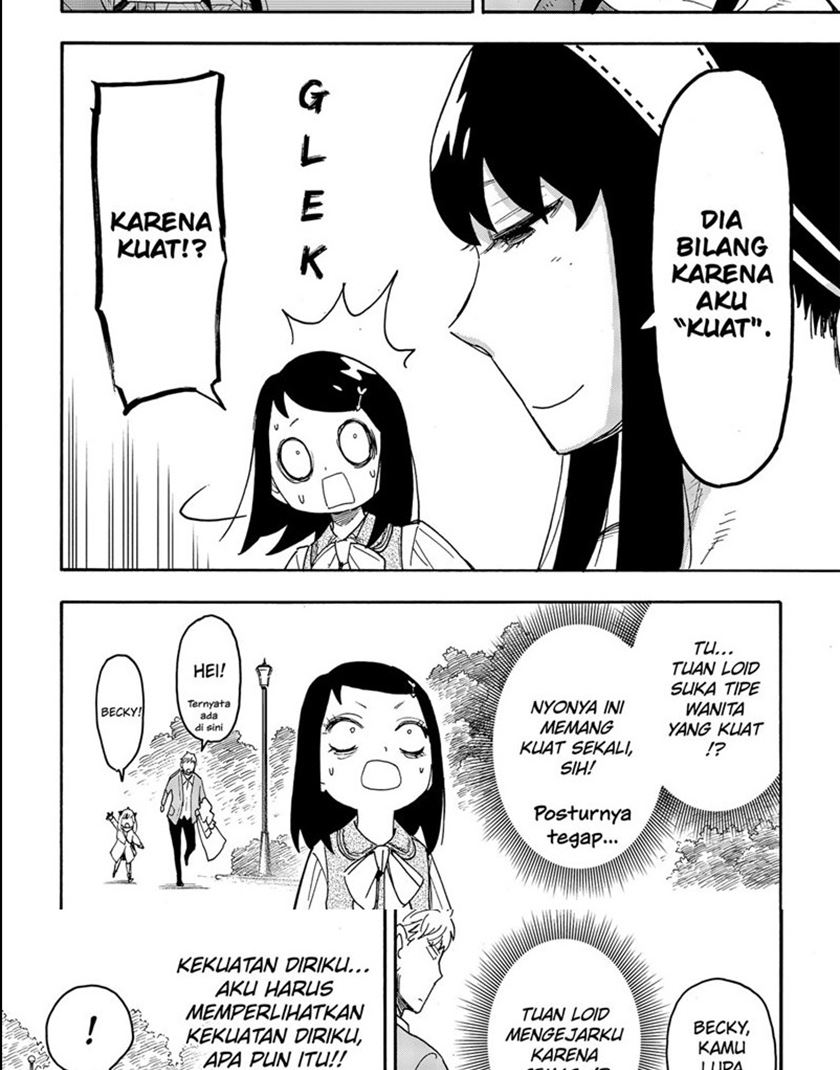 DIA
BILANG
KARENA
AKU
“KUAT”.
GLEK
KARENA
KUAT!?
TU...
TUAN LOID
SUKA TIPE
WANITA
YANG KUAT
!?
NYONYA INI
MEMANG
KUAT SEKALI,
SIH!
Posturnya
tegap...
HEI!
Ternyata
ada
di sini
BECKY!
BECKY,
KAMU
LUPA
TUAN LOID
MENGEJARKU
KARENA
KEKUATAN DIRIKU...
AKU HARUS
MEMPERLIHATKAN
KEKUATAN DIRIKU,
APA PUN ITU!!
!